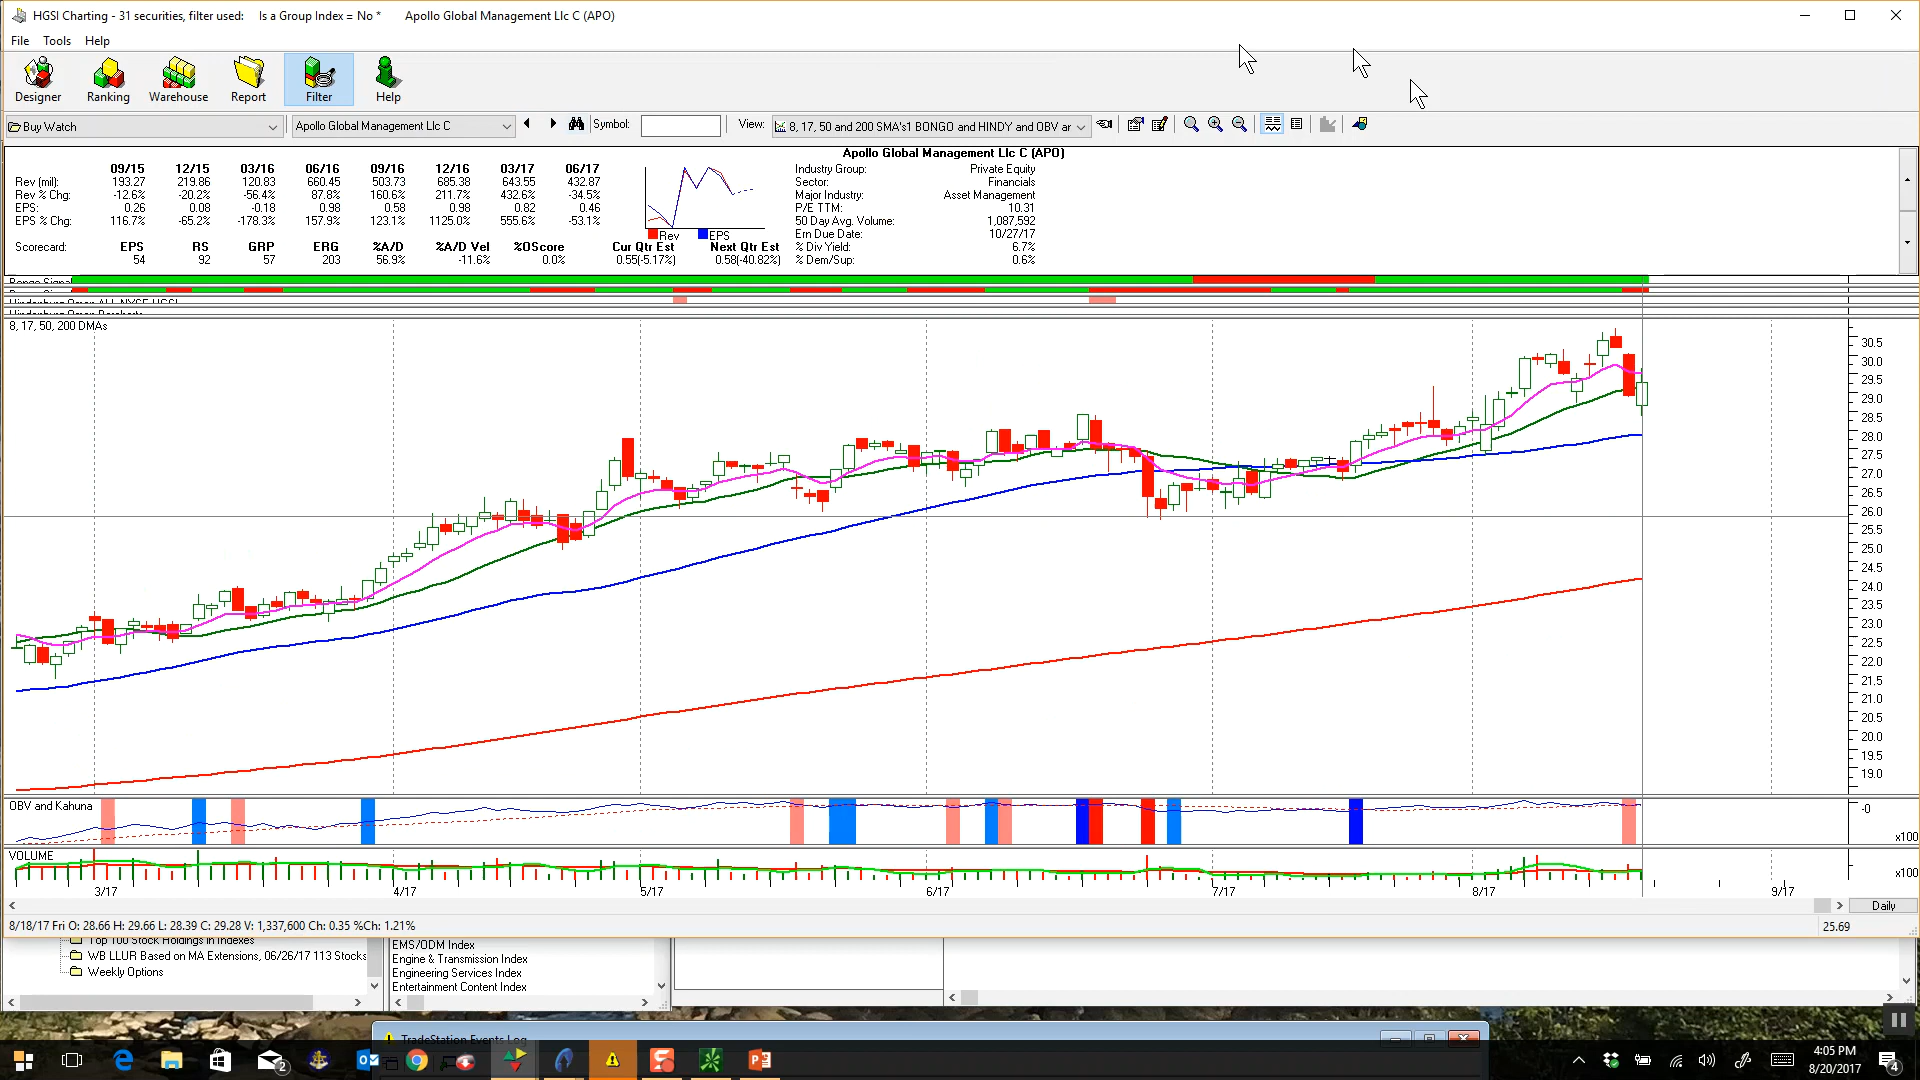 HGSI Charting - 31 securities, filter used: Is a Group Index = No * Apollo Global Management Llc C (APO)
File Tools Help
Designer Ranking Warehouse Report Filter Help
Buy Watch Apollo Global Management Llc C Symbol: View: 8, 17, 50 and 200 SMA's1 BONGO and HINDY and OBV ar
Apollo Global Management Llc C (APO)
09/15 12/15 03/16 06/16 09/16 12/16 03/17 06/17 Industry Group: Private Equity
Rev (mil): 193.27 219.86 120.83 660.45 503.73 685.38 643.55 432.87 Sector: Financials
Rev % Chg: -12.6% -20.2% -56.4% 87.8% 160.6% 211.7% 432.6% -34.5% Major Industry: Asset Management
EPS: 0.26 0.08 -0.18 0.98 0.58 0.98 0.82 0.46 P/E TTM: 10.31
EPS % Chg: 116.7% -65.2% -178.3% 157.9% 123.1% 1125.0% 555.6% -53.1% 50 Day Avg. Volume: 1,087,592
Rev EPS Ern Due Date: 10/27/17
Scorecard: EPS RS GRP ERG %A/D %A/D Vel %OScore Cur Qtr Est Next Qtr Est % Div Yield: 6.7%
54 92 57 203 56.9% -11.6% 0.0% 0.55(-5.17%) 0.58(-40.82%) % Dem/Sup: 0.6%
8, 17, 50, 200 DMAs
30.5
30.0
29.5
29.0
28.5
28.0
27.5
27.0
26.5
26.0
25.5
25.0
24.5
24.0
23.5
23.0
22.5
22.0
21.5
21.0
20.5
20.0
19.5
19.0
OBV and Kahuna
-0
x100
VOLUME
x100
3/17 4/17 5/17 6/17 7/17 8/17 9/17
Daily
8/18/17 Fri O: 28.66 H: 29.66 L: 28.39 C: 29.28 V: 1,337,600 Ch: 0.35 %Ch: 1.21% 25.69
Top 100 Stock Holdings in Indexes
WB LLUR Based on MA Extensions, 06/26/17 113 Stocks
Weekly Options
EMS/ODM Index
Engine & Transmission Index
Engineering Services Index
Entertainment Content Index
TradeStation Events Log
2
4:05 PM
8/20/2017
4